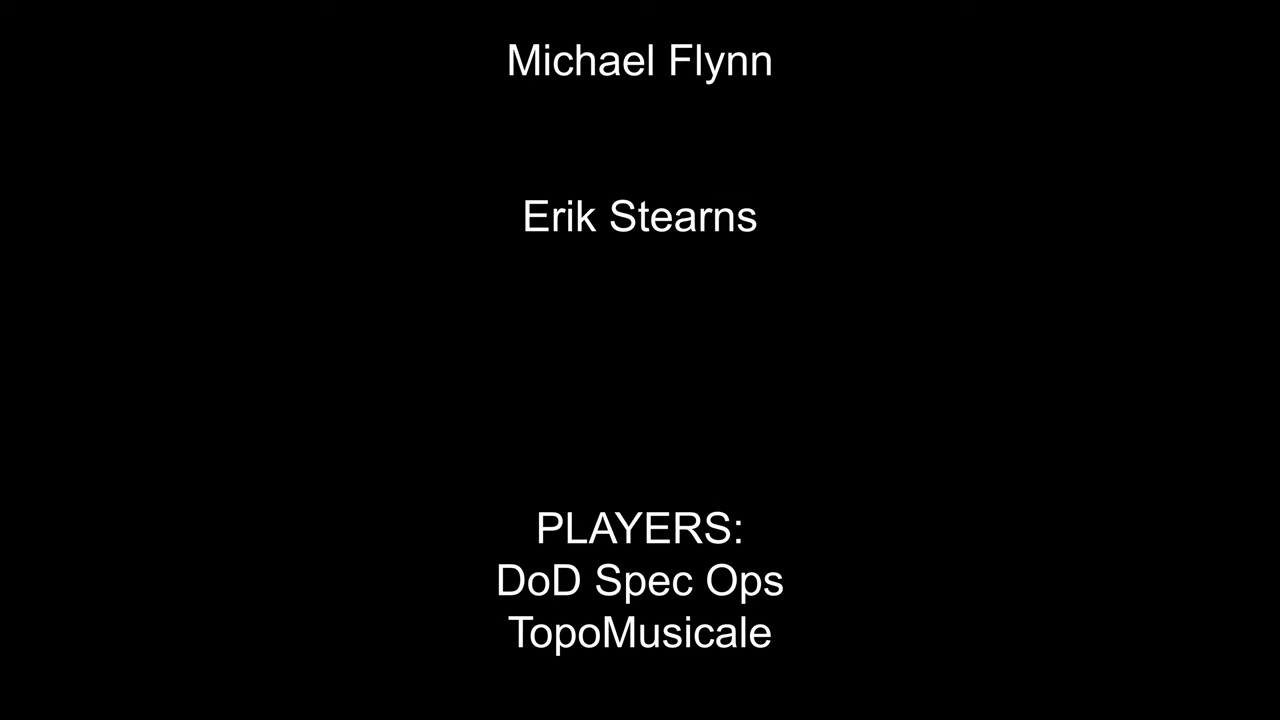 Michael Flynn
Erik Stearns
PLAYERS:
DoD Spec Ops
TopoMusicale